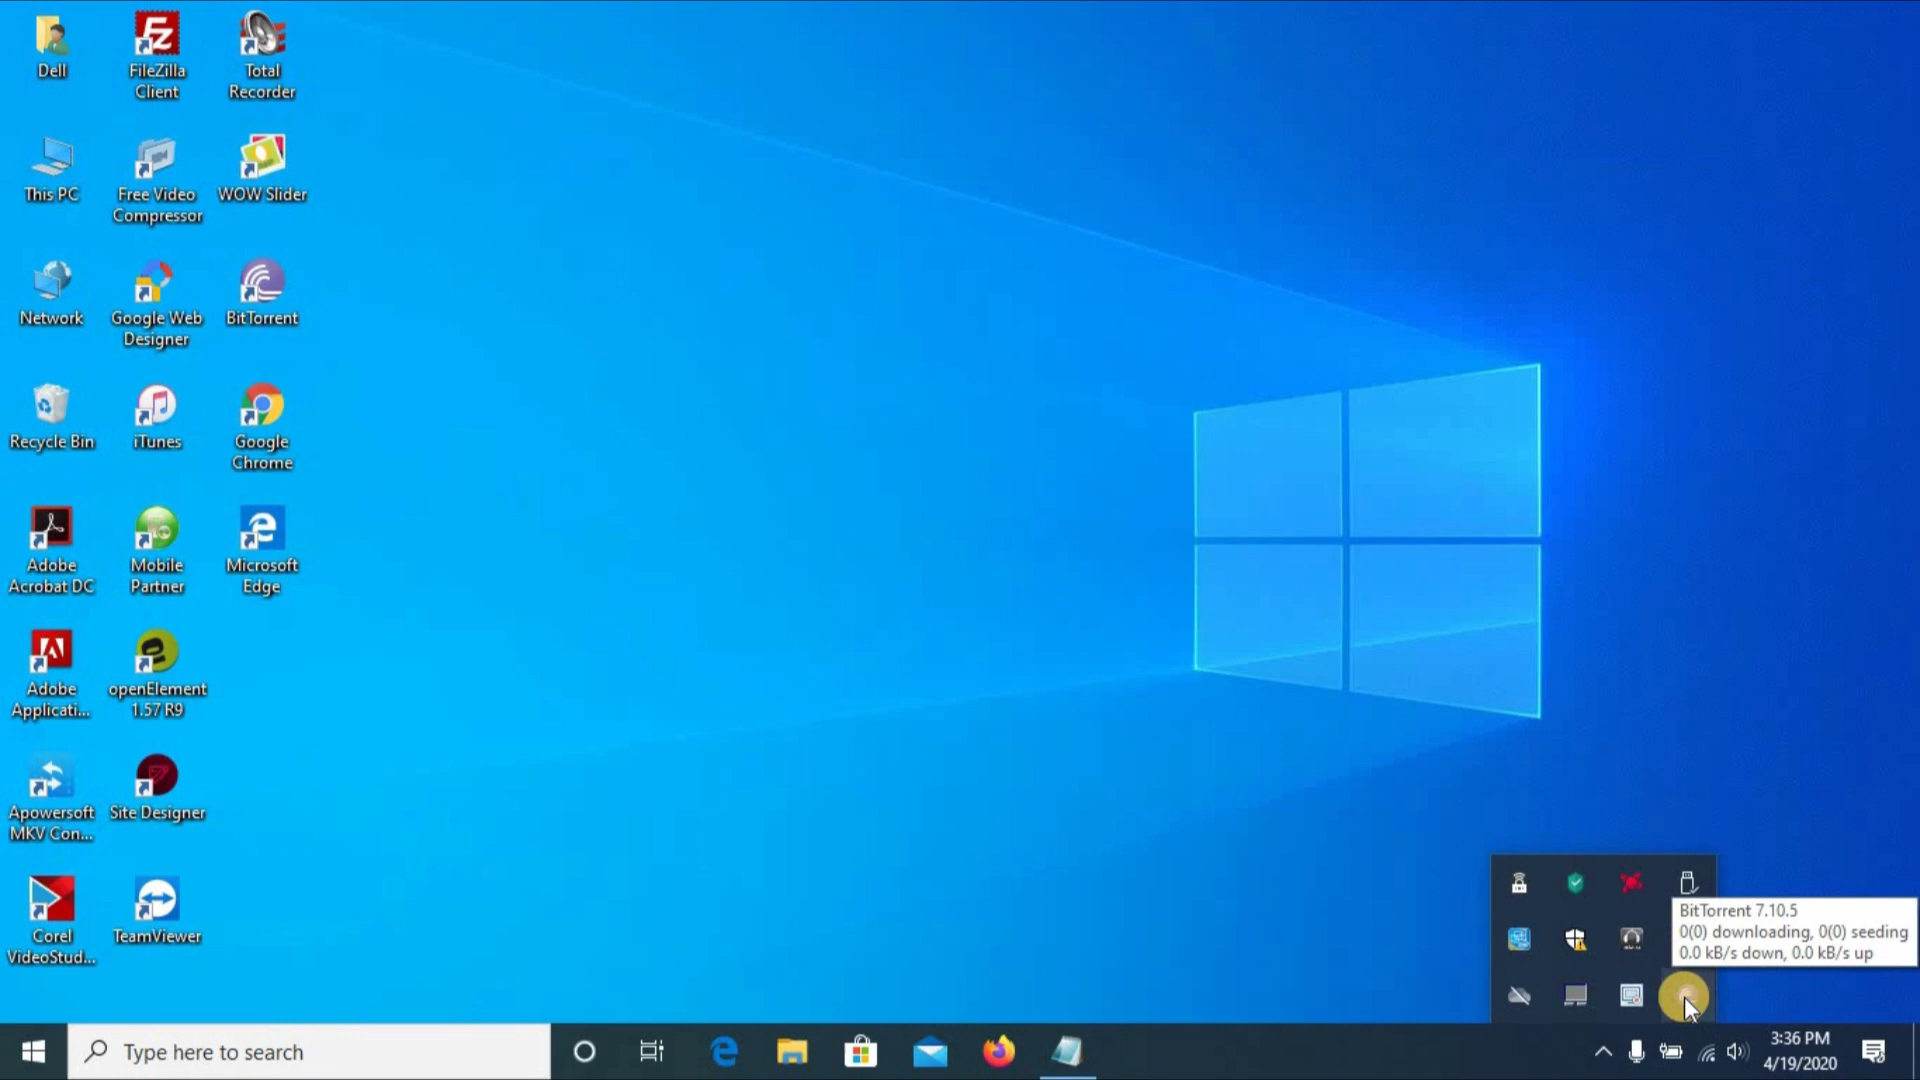 Dell
FileZilla
Client
Total
Recorder
This PC
Free Video
Compressor
WOW Slider
Network
Google Web
Designer
BitTorrent
Recycle Bin
iTunes
Google
Chrome
Adobe
Acrobat DC
Mobile
Partner
Microsoft
Edge
Adobe
Applicati...
openElement
1.57 R9
Apowersoft
MKV Con...
Site Designer
Corel
VideoStud...
TeamViewer
BitTorrent 7.10.5
0(0) downloading, 0(0) seeding
0.0 kB/s down, 0.0 kB/s up
Type here to search
3:36 PM
4/19/2020